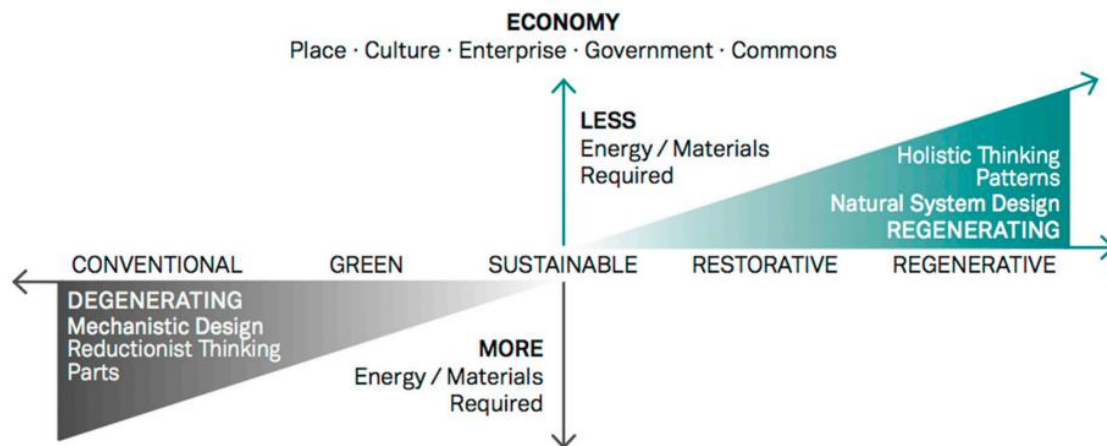 ECONOMY
Place · Culture · Enterprise · Government · Commons
LESS
Energy / Materials
Required
Holistic Thinking
Patterns
Natural System Design
REGENERATING
CONVENTIONAL GREEN SUSTAINABLE RESTORATIVE REGENERATIVE
DEGENERATING
Mechanistic Design
Reductionist Thinking
Parts
MORE
Energy / Materials
Required